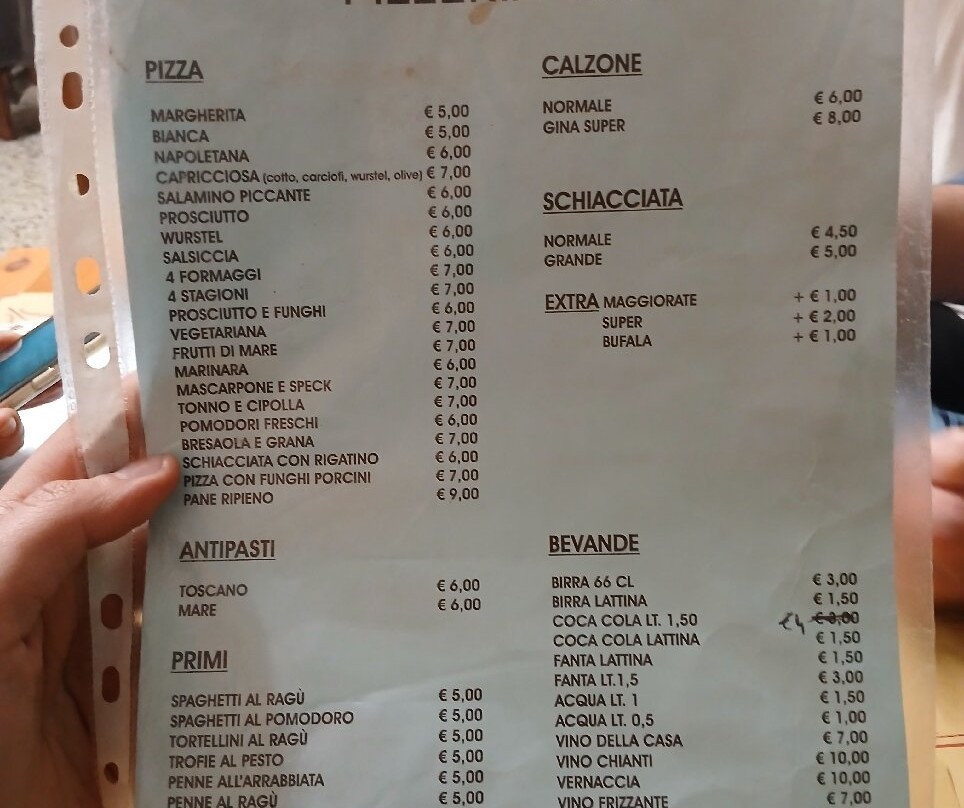 PIZZA
MARGHERITA € 5,00
BIANCA € 5,00
NAPOLETANA € 6,00
CAPRICCIOSA (cotto, carciofi, wurstel, olive) € 7,00
SALAMINO PICCANTE € 6,00
PROSCIUTTO € 6,00
WURSTEL € 6,00
SALSICCIA € 6,00
4 FORMAGGI € 7,00
4 STAGIONI € 7,00
PROSCIUTTO E FUNGHI € 6,00
VEGETARIANA € 7,00
FRUTTI DI MARE € 7,00
MARINARA € 6,00
MASCARPONE E SPECK € 7,00
TONNO E CIPOLLA € 7,00
POMODORI FRESCHI € 6,00
BRESAOLA E GRANA € 7,00
SCHIACCIATA CON RIGATINO € 6,00
PIZZA CON FUNGHI PORCINI € 7,00
PANE RIPIENO € 9,00
ANTIPASTI
TOSCANO € 6,00
MARE € 6,00
PRIMI
SPAGHETTI AL RAGÙ € 5,00
SPAGHETTI AL POMODORO € 5,00
TORTELLINI AL RAGÙ € 5,00
TROFIE AL PESTO € 5,00
PENNE ALL'ARRABBIATA € 5,00
PENNE AL RAGÙ € 5,00
CALZONE
NORMALE € 6,00
GINA SUPER € 8,00
SCHIACCIATA
NORMALE € 4,50
GRANDE € 5,00
EXTRA MAGGIORATE + € 1,00
SUPER + € 2,00
BUFALA + € 1,00
BEVANDE
BIRRA 66 CL € 3,00
BIRRA LATTINA € 1,50
COCA COLA LT. 1,50 €4 € 3,00
COCA COLA LATTINA € 1,50
FANTA LATTINA € 1,50
FANTA LT.1,5 € 3,00
ACQUA LT. 1 € 1,50
ACQUA LT. 0,5 € 1,00
VINO DELLA CASA € 7,00
VINO CHIANTI € 10,00
VERNACCIA € 10,00
VINO FRIZZANTE € 7,00